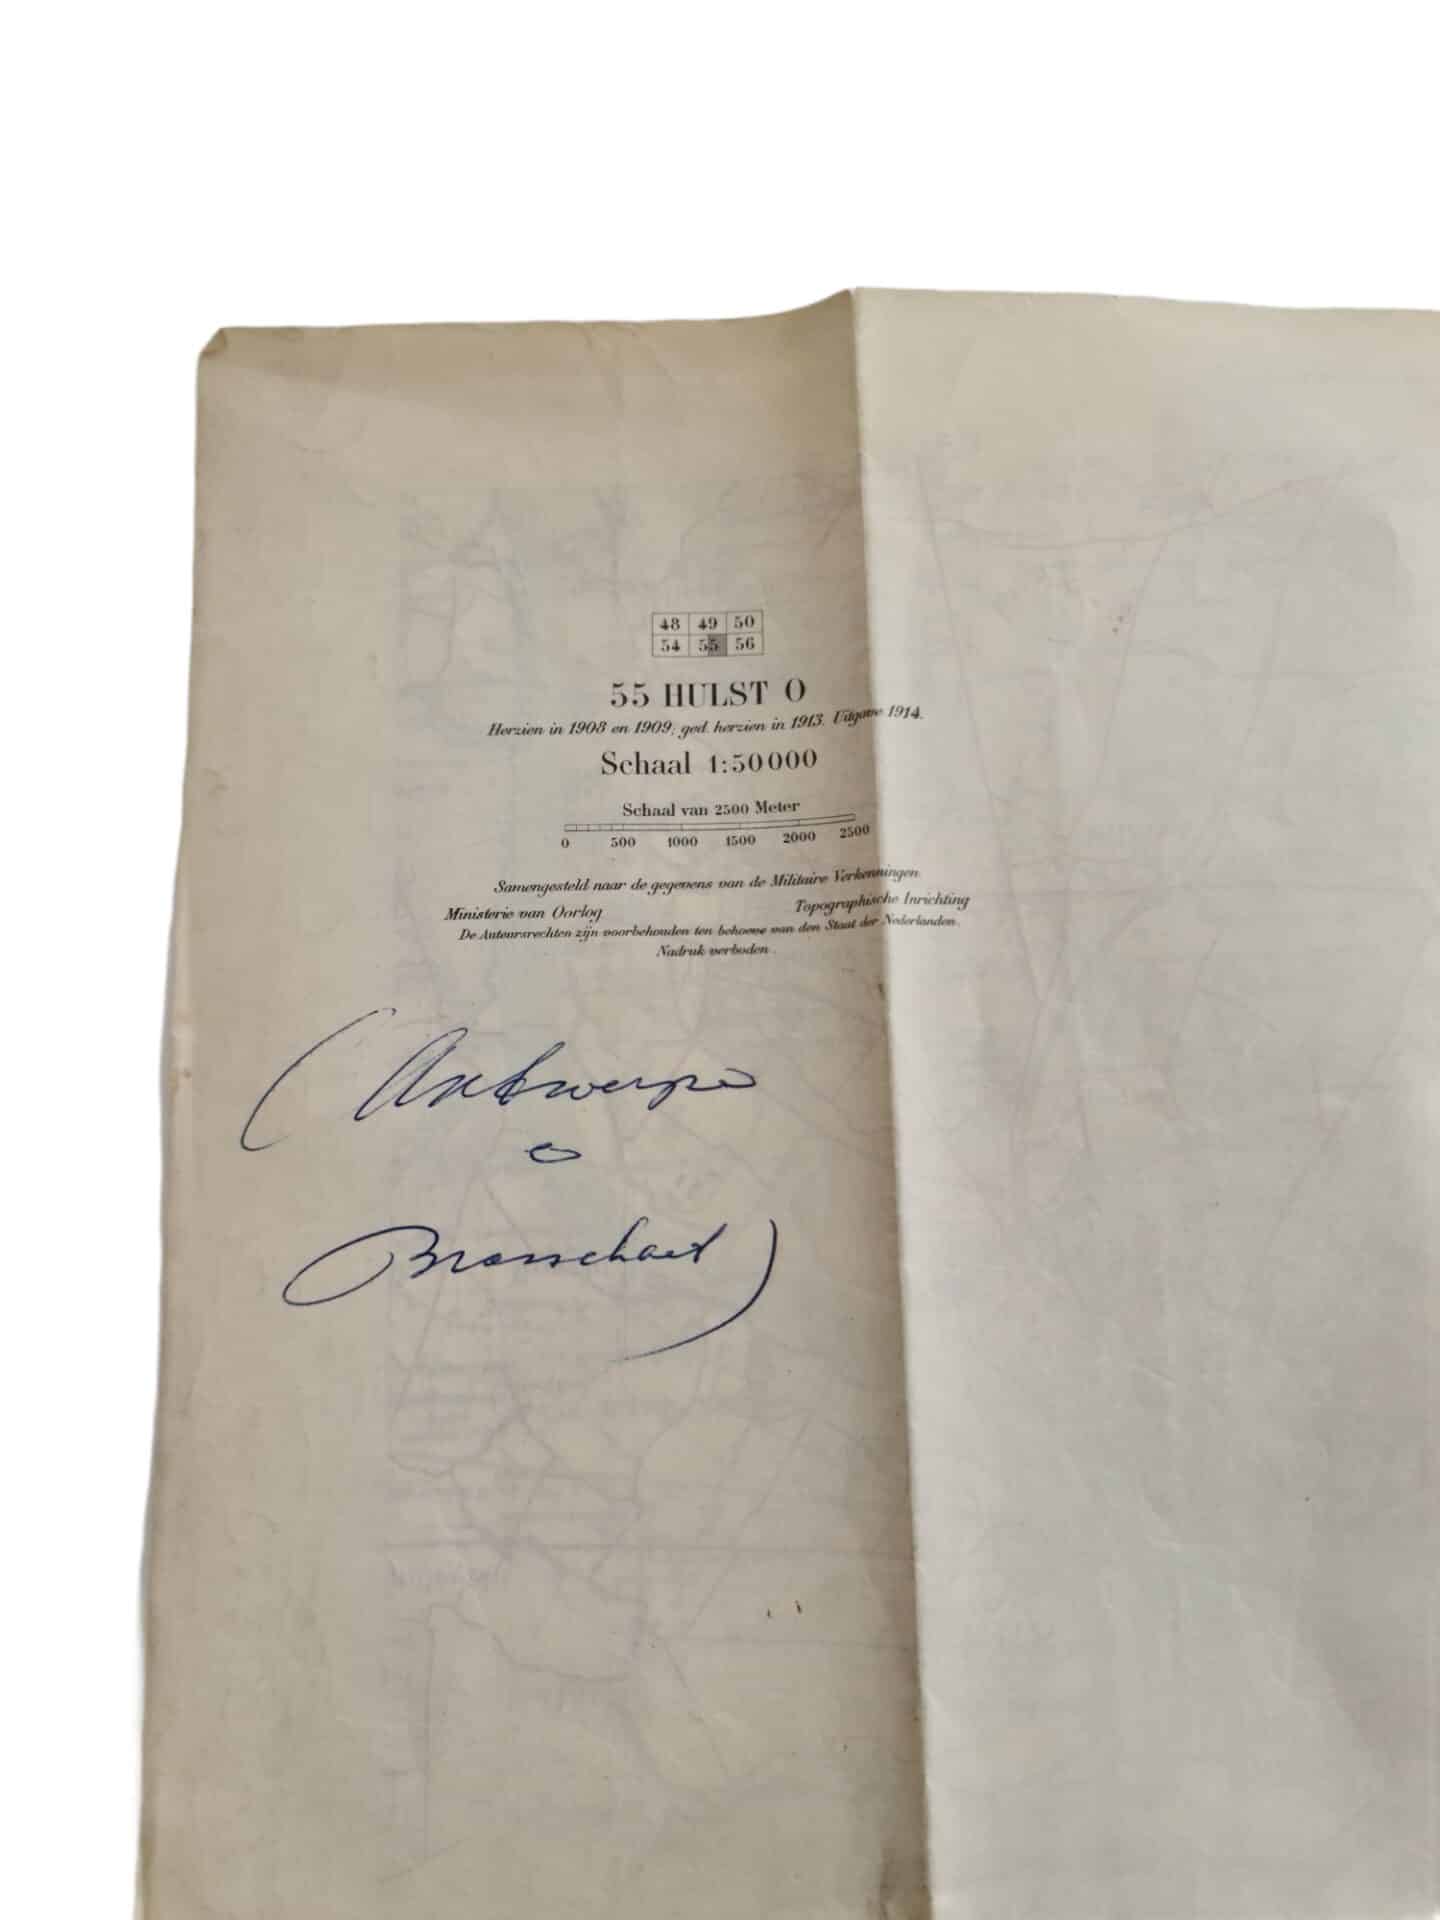 48 49 50
54 55 56
55 HULST O
Herzien in 1908 en 1909; ged. herzien in 1913. Uitgave 1914.
Schaal 1:50000
Schaal van 2500 Meter
0 500 1000 1500 2000 2500
Samengesteld naar de gegevens van de Militaire Verkenningen
Ministerie van Oorlog Topographische Inrichting
De Auteursrechten zijn voorbehouden ten behoeve van den Staat der Nederlanden.
Nadruk verboden.
(Antwerpen
Brasschaet)